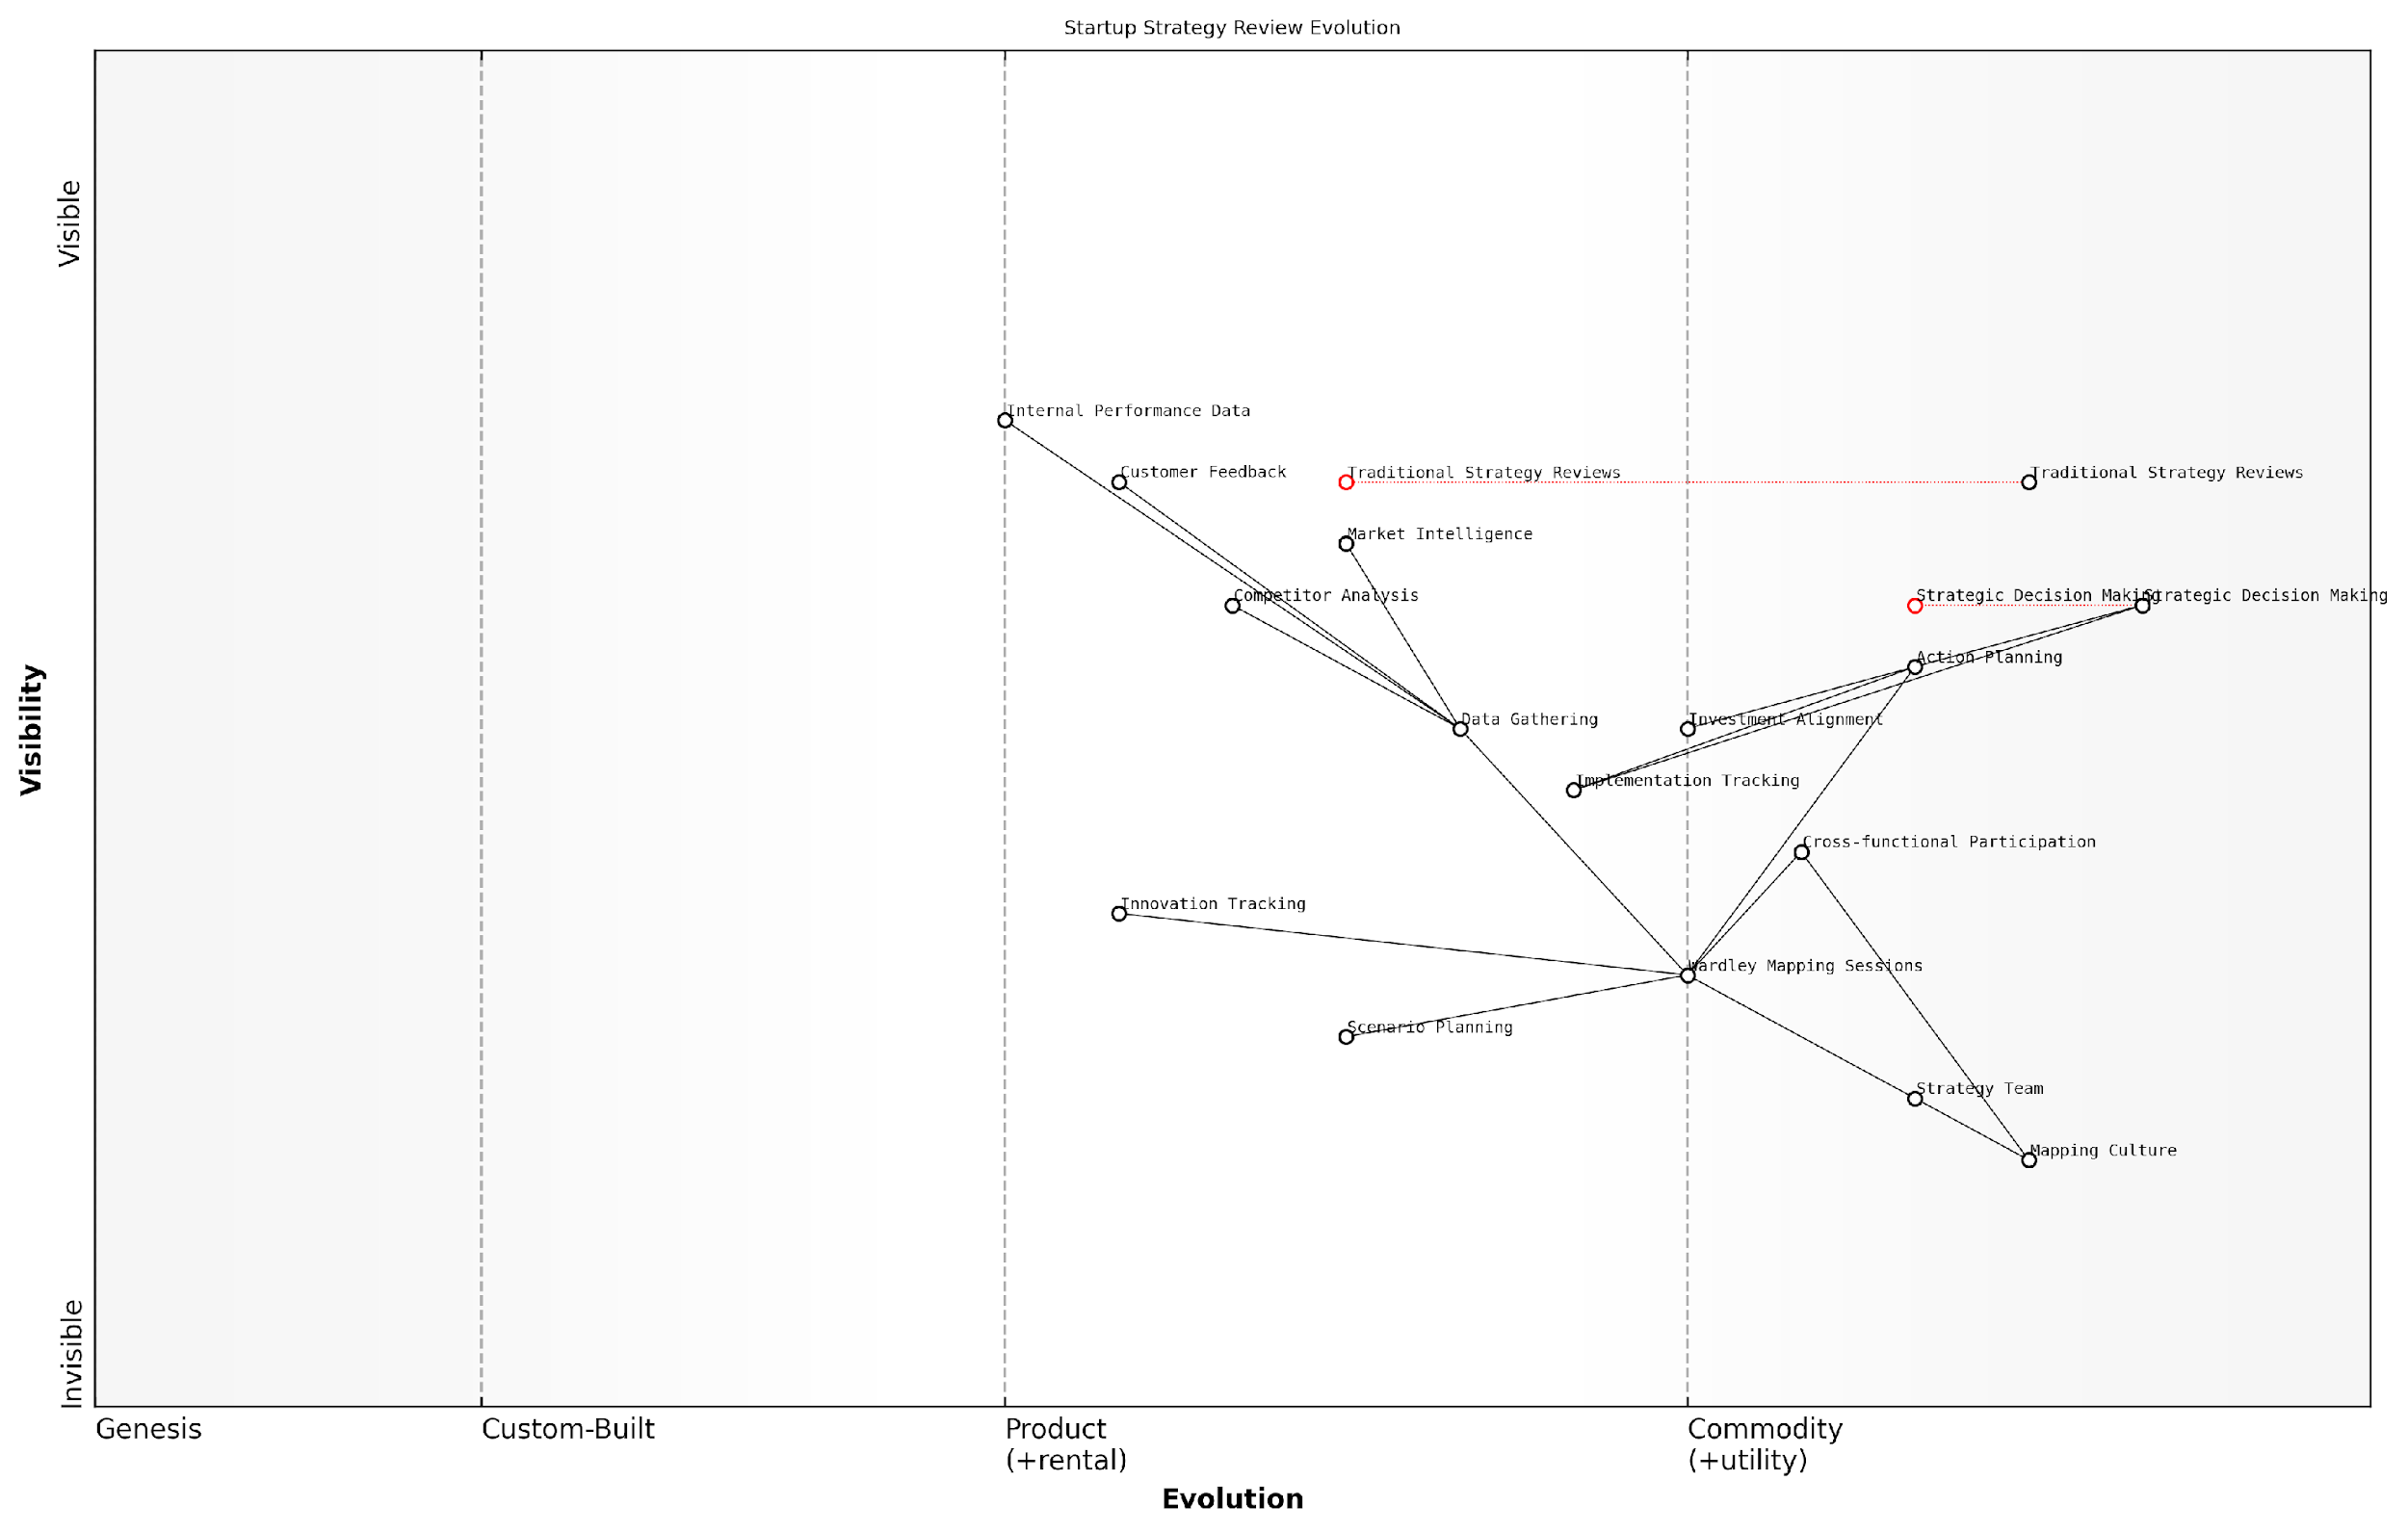 Startup Strategy Review Evolution
Visible
Visibility
Invisible
Internal Performance Data
Customer Feedback
Traditional Strategy Reviews
Traditional Strategy Reviews
Market Intelligence
Competitor Analysis
Strategic Decision Making
Strategic Decision Making
Action Planning
Data Gathering
Investment Alignment
Implementation Tracking
Cross-functional Participation
Innovation Tracking
Wardley Mapping Sessions
Scenario Planning
Strategy Team
Mapping Culture
Genesis
Custom-Built
Product
(+rental)
Commodity
(+utility)
Evolution